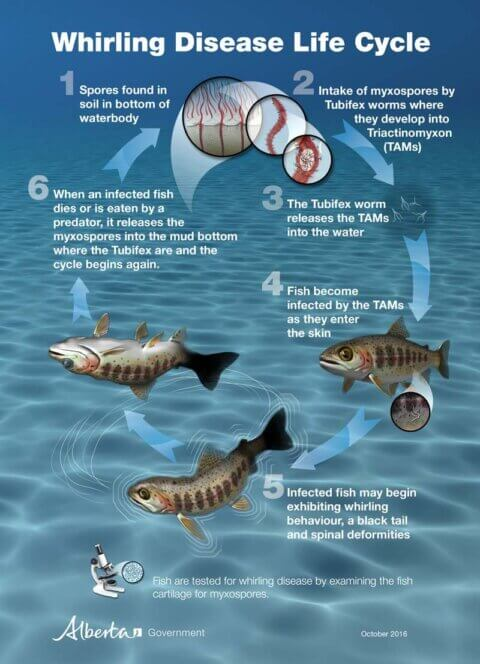 Whirling Disease Life Cycle
1
Spores found in
soil in bottom of
waterbody
2
Intake of myxospores by
Tubifex worms where
they develop into
Triactinomyxon
(TAMs)
3
The Tubifex worm
releases the TAMs
into the water
4
Fish become
infected by the TAMs
as they enter
the skin
5
Infected fish may begin
exhibiting whirling
behaviour, a black tail
and spinal deformities
6
When an infected fish
dies or is eaten by a
predator, it releases the
myxospores into the mud bottom
where the Tubifex are and the
cycle begins again.
Fish are tested for whirling disease by examining the fish
cartilage for myxospores.
Alberta Government
October 2016